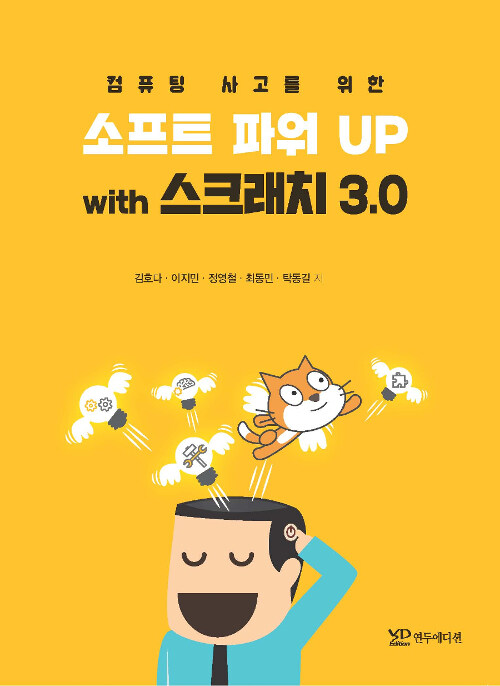 컴퓨팅 사고를 위한
소프트 파워 UP
with 스크래치 3.0
김호다 · 이지민 · 정영철 · 최동민 · 탁동길 저
YD Edition 연두에디션